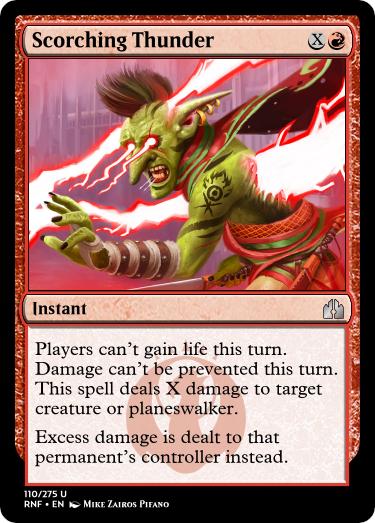 Scorching Thunder
X
Instant
Players can't gain life this turn.
Damage can't be prevented this turn.
This spell deals X damage to target
creature or planeswalker.
Excess damage is dealt to that
permanent's controller instead.
110/275 U
RNF • EN Mike Zairos Pifano